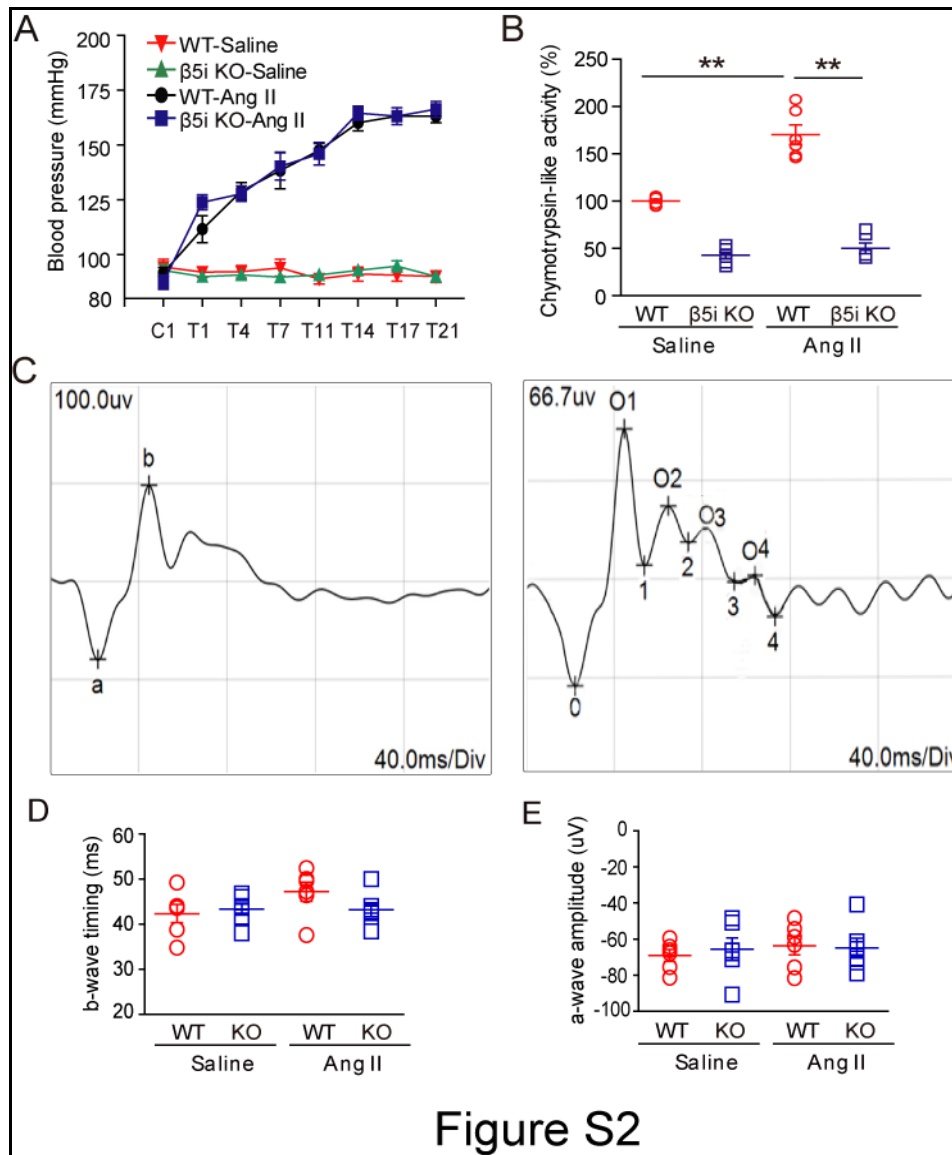 A
Blood pressure (mmHg)
200
175
150
125
100
80
WT-Saline
β5i KO-Saline
WT-Ang II
β5i KO-Ang II
C1 T1 T4 T7 T11 T14 T17 T21
B
Chymotrypsin-like activity (%)
250
200
150
100
50
0
** **
WT β5i KO WT β5i KO
Saline Ang II
C
100.0uv
b
a
40.0ms/Div
66.7uv
O1
O2
O3
O4
1
2
3
4
0
40.0ms/Div
D
b-wave timing (ms)
60
50
40
30
20
WT KO WT KO
Saline Ang II
E
a-wave amplitude (uV)
0
-20
-40
-60
-80
-100
WT KO WT KO
Saline Ang II
Figure S2